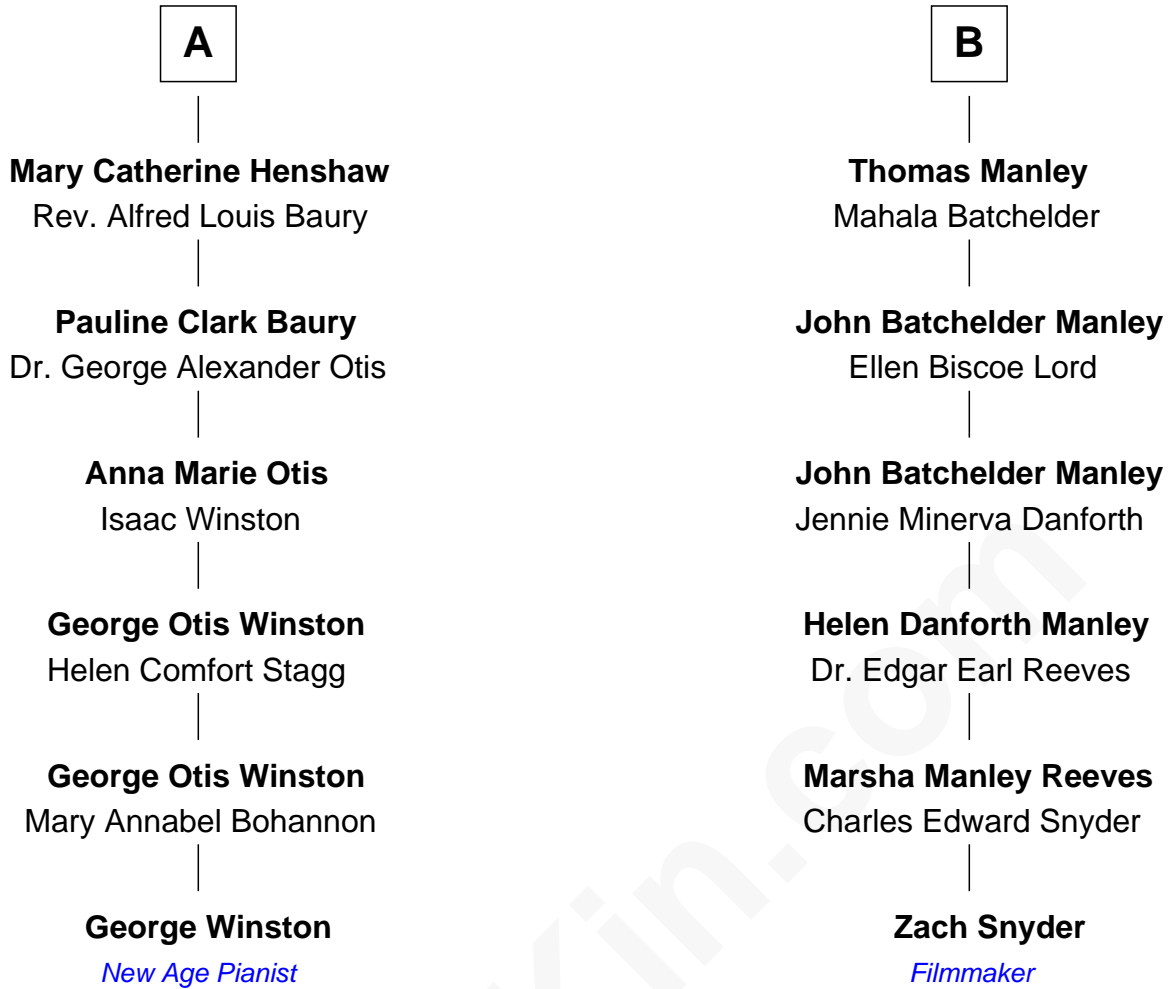 A
Mary Catherine Henshaw
Rev. Alfred Louis Baury
Pauline Clark Baury
Dr. George Alexander Otis
Anna Marie Otis
Isaac Winston
George Otis Winston
Helen Comfort Stagg
George Otis Winston
Mary Annabel Bohannon
George Winston
New Age Pianist
B
Thomas Manley
Mahala Batchelder
John Batchelder Manley
Ellen Biscoe Lord
John Batchelder Manley
Jennie Minerva Danforth
Helen Danforth Manley
Dr. Edgar Earl Reeves
Marsha Manley Reeves
Charles Edward Snyder
Zach Snyder
Filmmaker